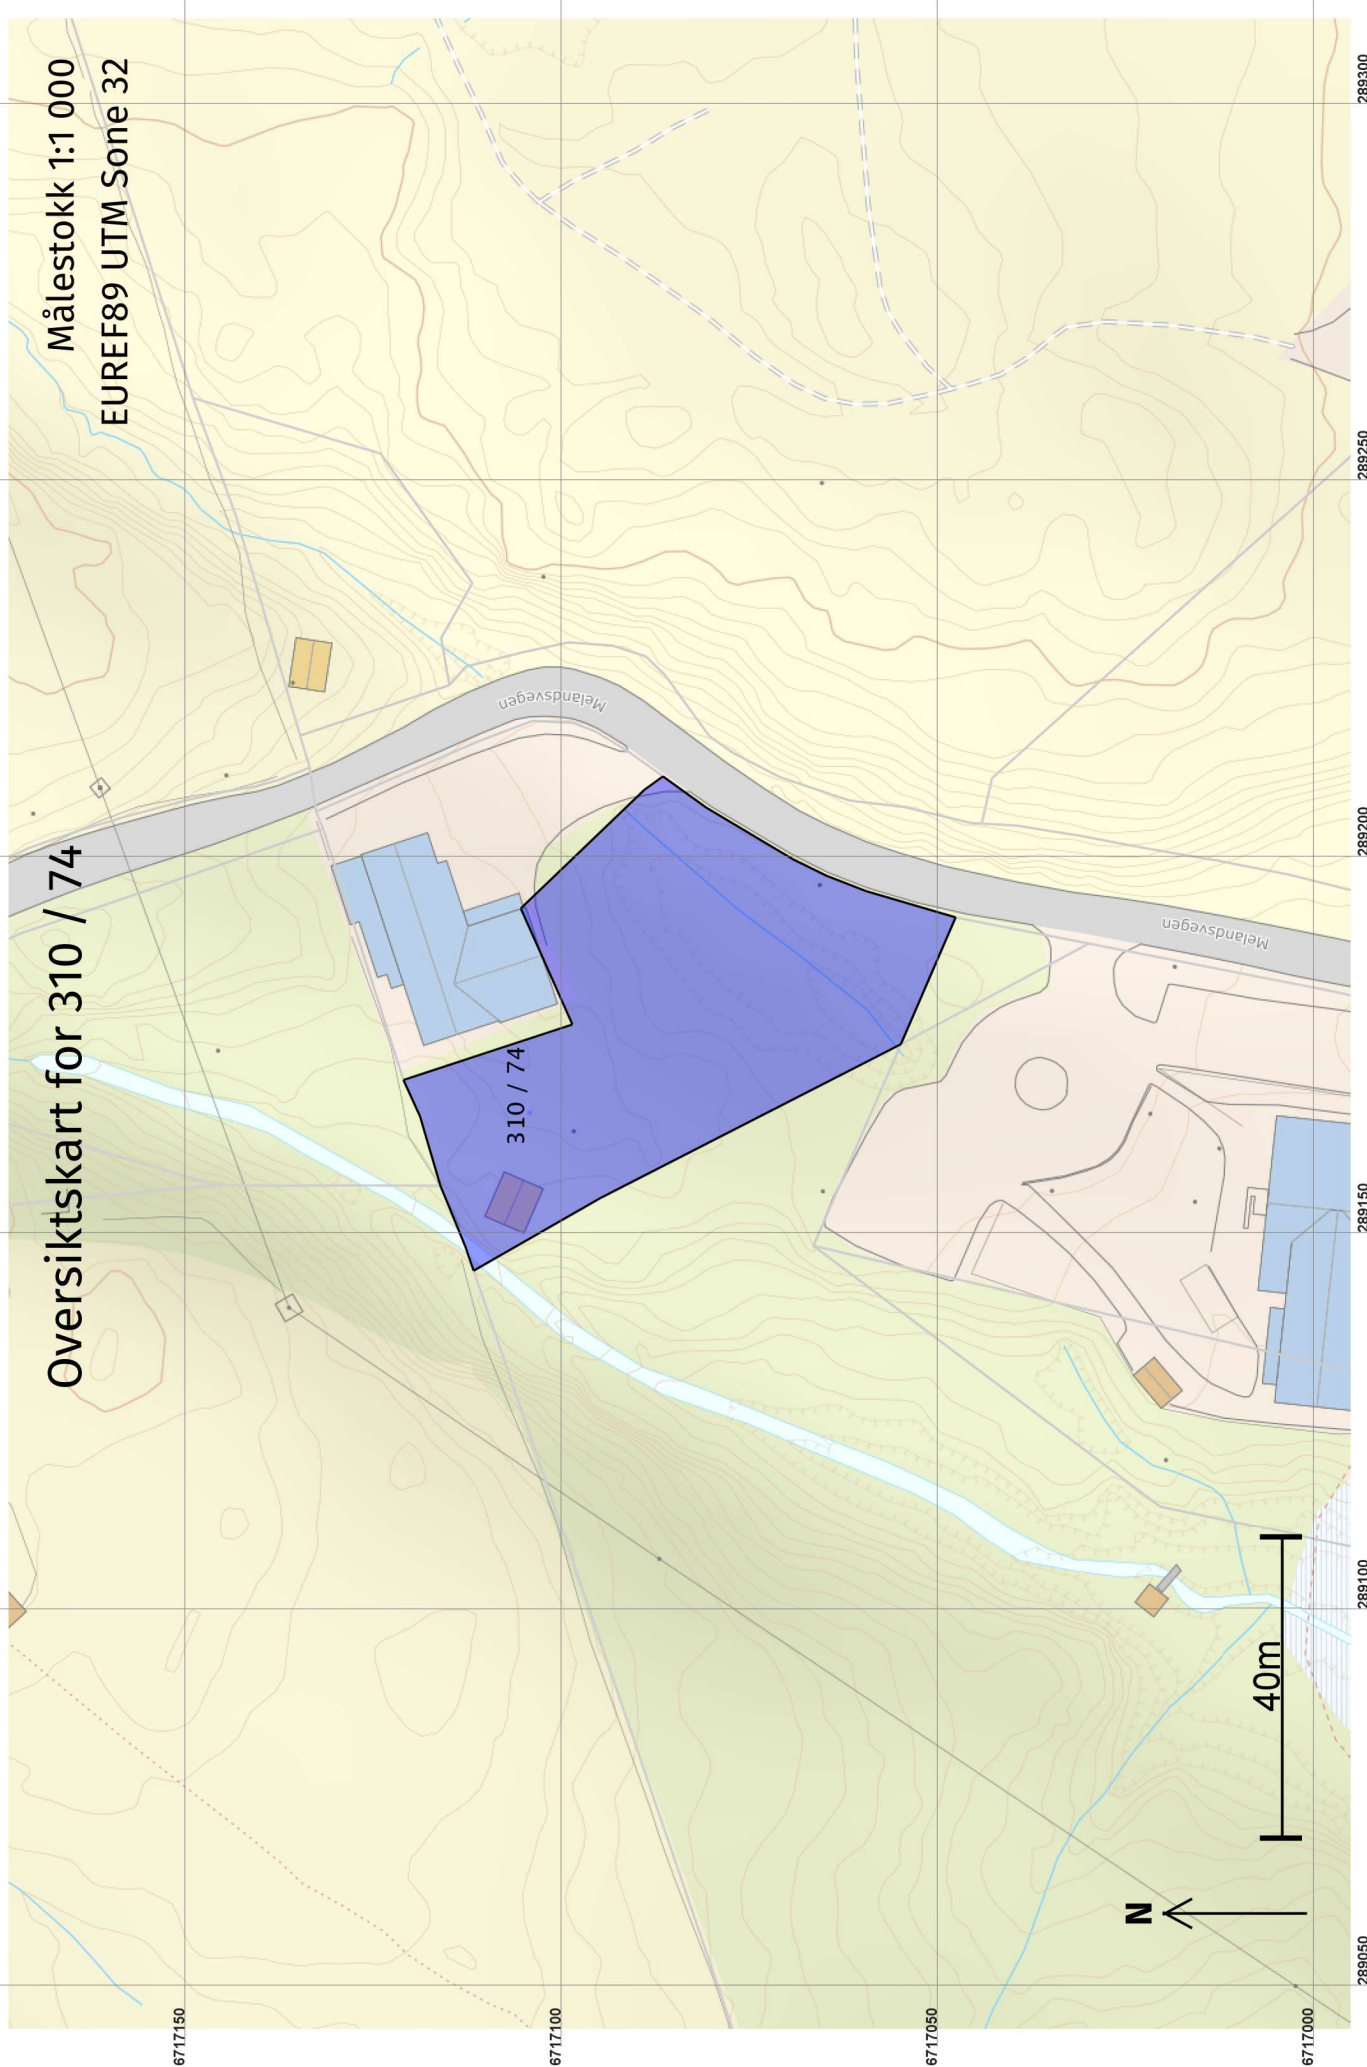 Oversiktskart for 310 / 74
Målestokk 1:1 000
EUREF89 UTM Sone 32
6717150
6717100
6717050
6717000
310 / 74
Melandsvegen
Melandsvegen
N
40m
289050
289100
289150
289200
289250
289300